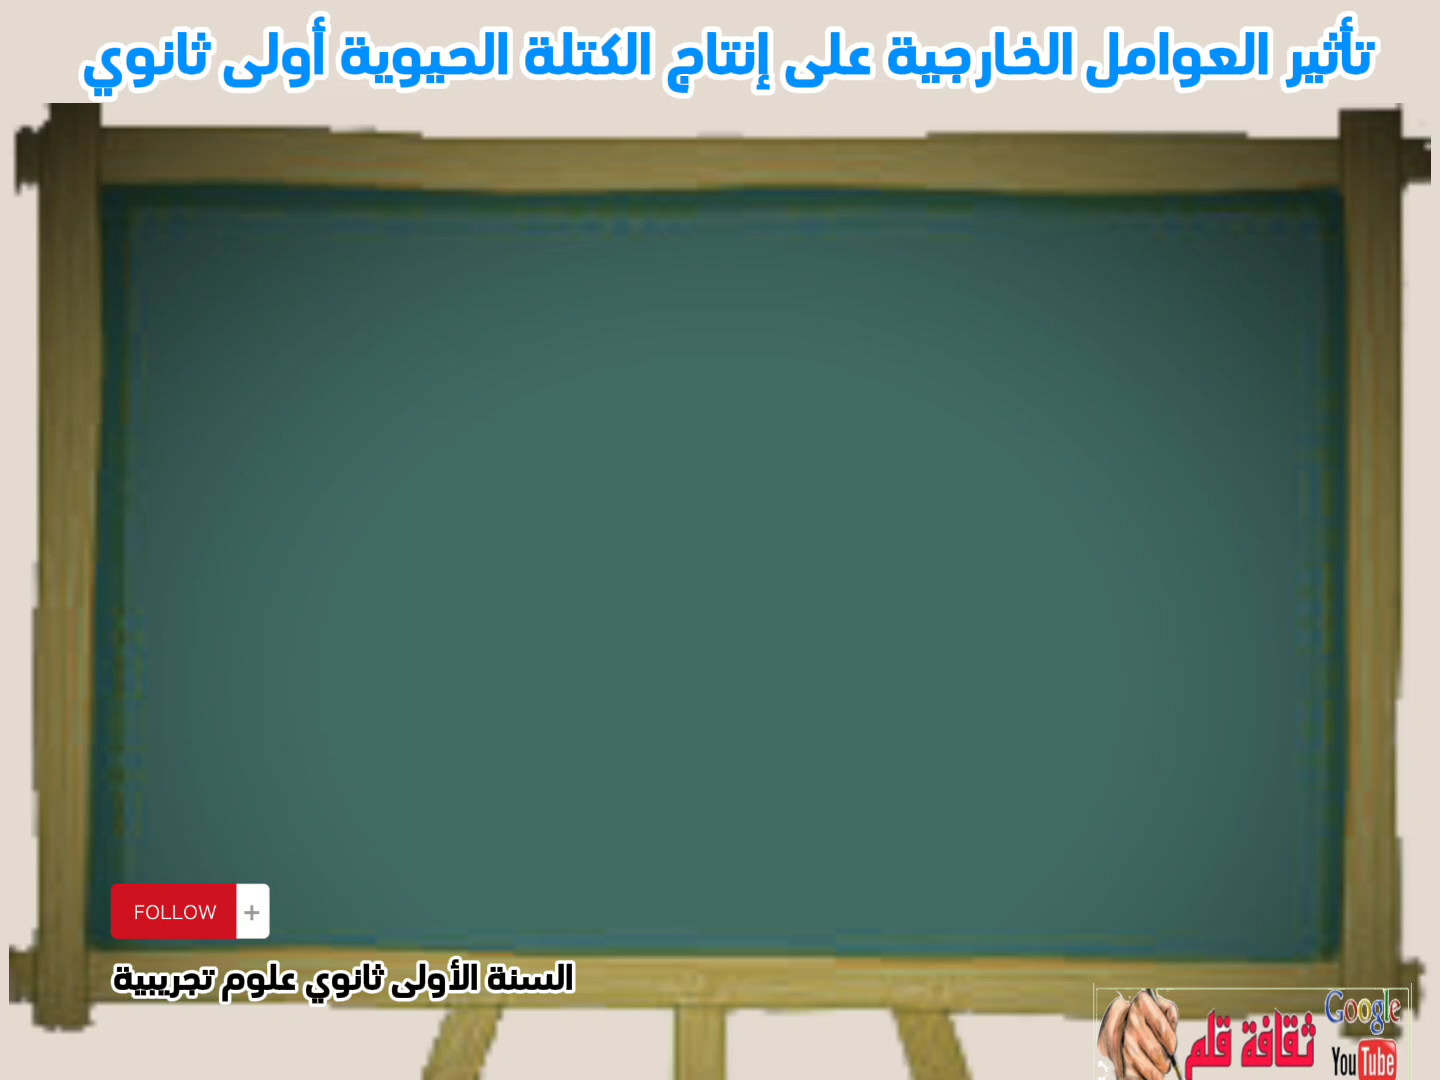 تأثير العوامل الخارجية على إنتاج الكتلة الحيوية أولى ثانوي
FOLLOW +
السنة الأولى ثانوي علوم تجريبية
Google
ثقافة قلم
YouTube